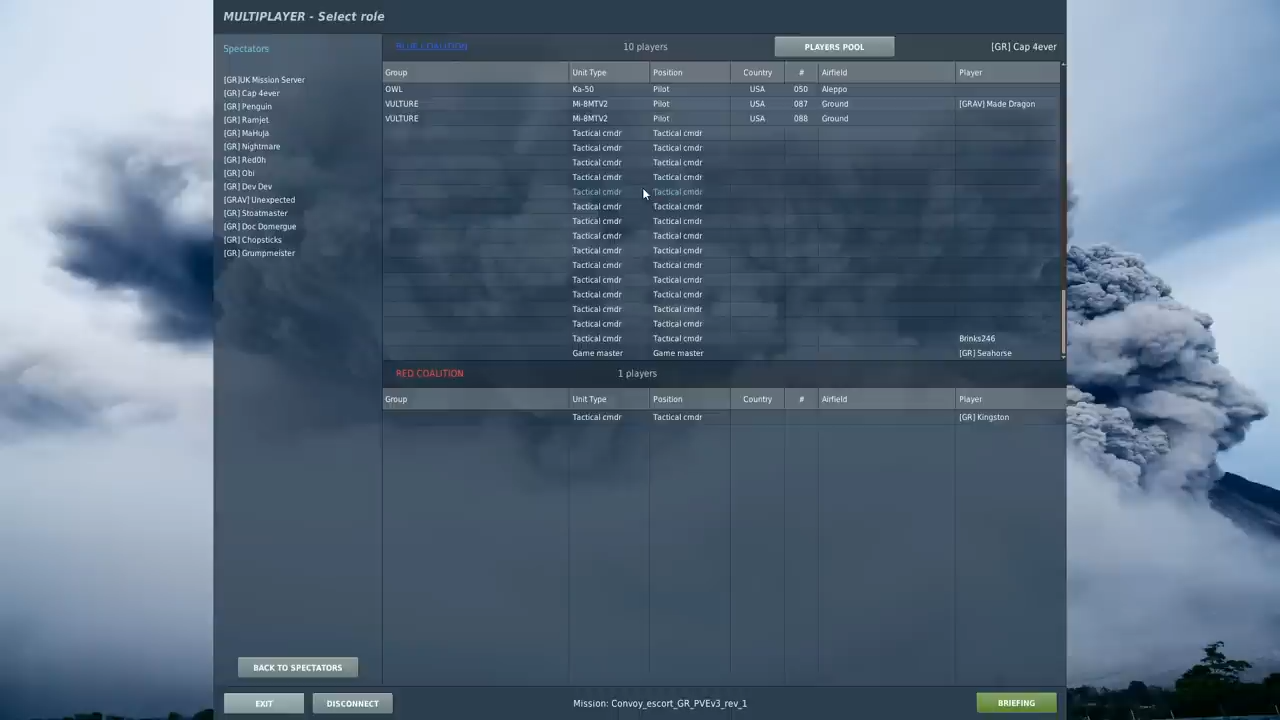 MULTIPLAYER - Select role
Spectators
[GR]UK Mission Server
[GR] Cap 4ever
[GR] Penguin
[GR] Ramjet
[GR] MaHuJa
[GR] Nightmare
[GR] Red0h
[GR] Obi
[GR] Dev Dev
[GRAV] Unexpected
[GR] Stoatmaster
[GR] Doc Domergue
[GR] Chopsticks
[GR] Grumpmeister
BLUE COALITION 10 players PLAYERS POOL [GR] Cap 4ever
Group Unit Type Position Country # Airfield Player
OWL Ka-50 Pilot USA 050 Aleppo
VULTURE Mi-8MTV2 Pilot USA 087 Ground [GRAV] Made Dragon
VULTURE Mi-8MTV2 Pilot USA 088 Ground
Tactical cmdr Tactical cmdr
Tactical cmdr Tactical cmdr
Tactical cmdr Tactical cmdr
Tactical cmdr Tactical cmdr
Tactical cmdr Tactical cmdr
Tactical cmdr Tactical cmdr
Tactical cmdr Tactical cmdr
Tactical cmdr Tactical cmdr
Tactical cmdr Tactical cmdr
Tactical cmdr Tactical cmdr
Tactical cmdr Tactical cmdr
Tactical cmdr Tactical cmdr
Tactical cmdr Tactical cmdr
Tactical cmdr Tactical cmdr
Tactical cmdr Tactical cmdr Brinks246
Game master Game master [GR] Seahorse
RED COALITION 1 players
Group Unit Type Position Country # Airfield Player
Tactical cmdr Tactical cmdr [GR] Kingston
BACK TO SPECTATORS
EXIT DISCONNECT Mission: Convoy_escort_GR_PVEv3_rev_1 BRIEFING